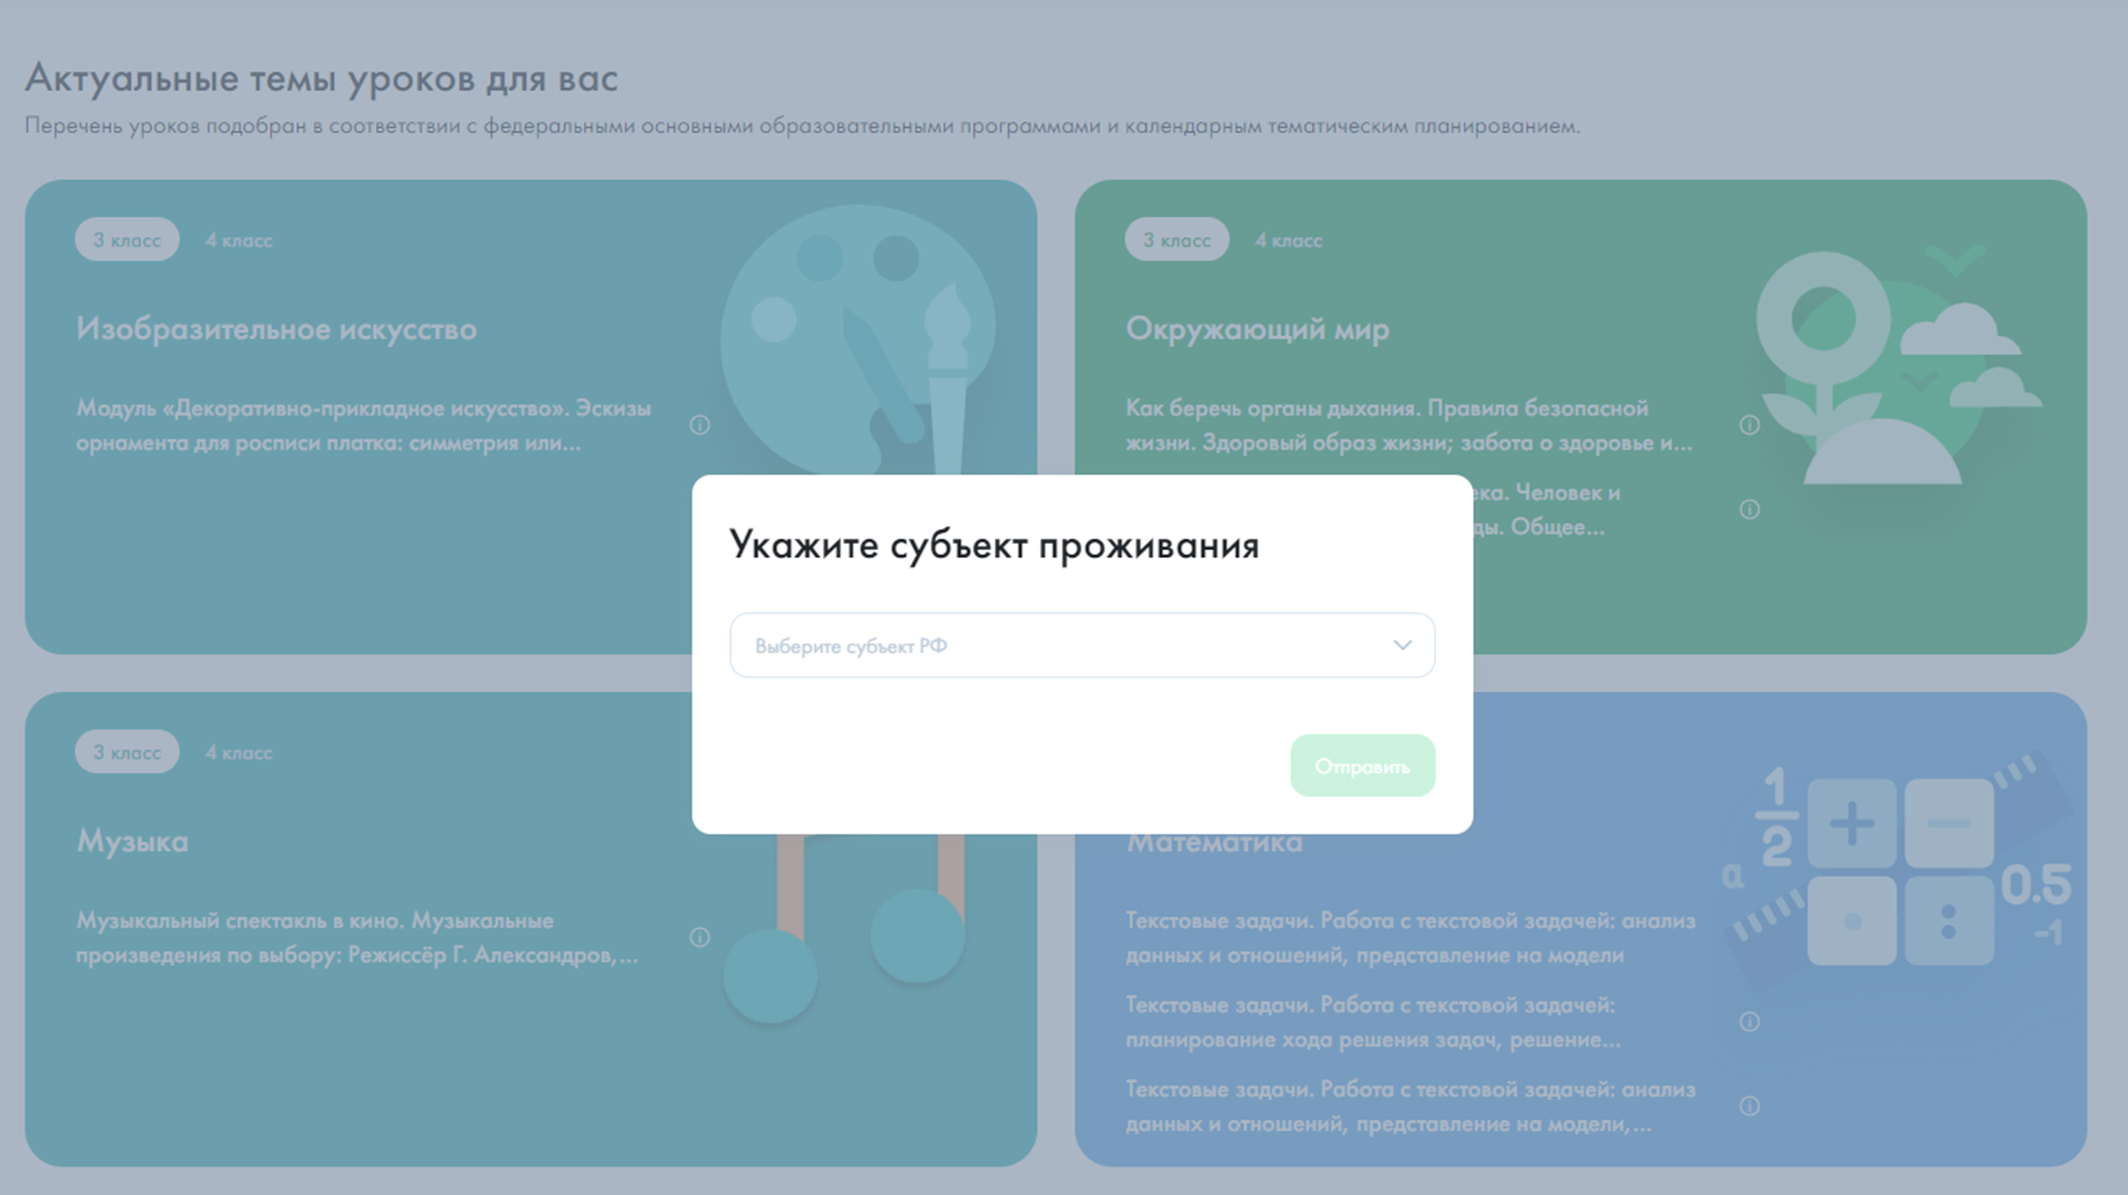 Актуальные темы уроков для вас
Перечень уроков подобран в соответствии с федеральными основными образовательными программами и календарным тематическим планированием.
3 класс 4 класс
Изобразительное искусство
Модуль «Декоративно-прикладное искусство». Эскизы
орнамента для росписи платка: симметрия или...
3 класс 4 класс
Окружающий мир
Как беречь органы дыхания. Правила безопасной
жизни. Здоровый образ жизни; забота о здоровье и...
Человек и
Общее...
Укажите субъект проживания
Выберите субъект РФ
Отправить
3 класс 4 класс
Музыка
Музыкальный спектакль в кино. Музыкальные
произведения по выбору: Режиссёр Г. Александров,...
Математика
Текстовые задачи. Работа с текстовой задачей: анализ
данных и отношений, представление на модели
Текстовые задачи. Работа с текстовой задачей:
планирование хода решения задач, решение...
Текстовые задачи. Работа с текстовой задачей: анализ
данных и отношений, представление на модели,...
1
2
+ −
a
0.5
-1
· :